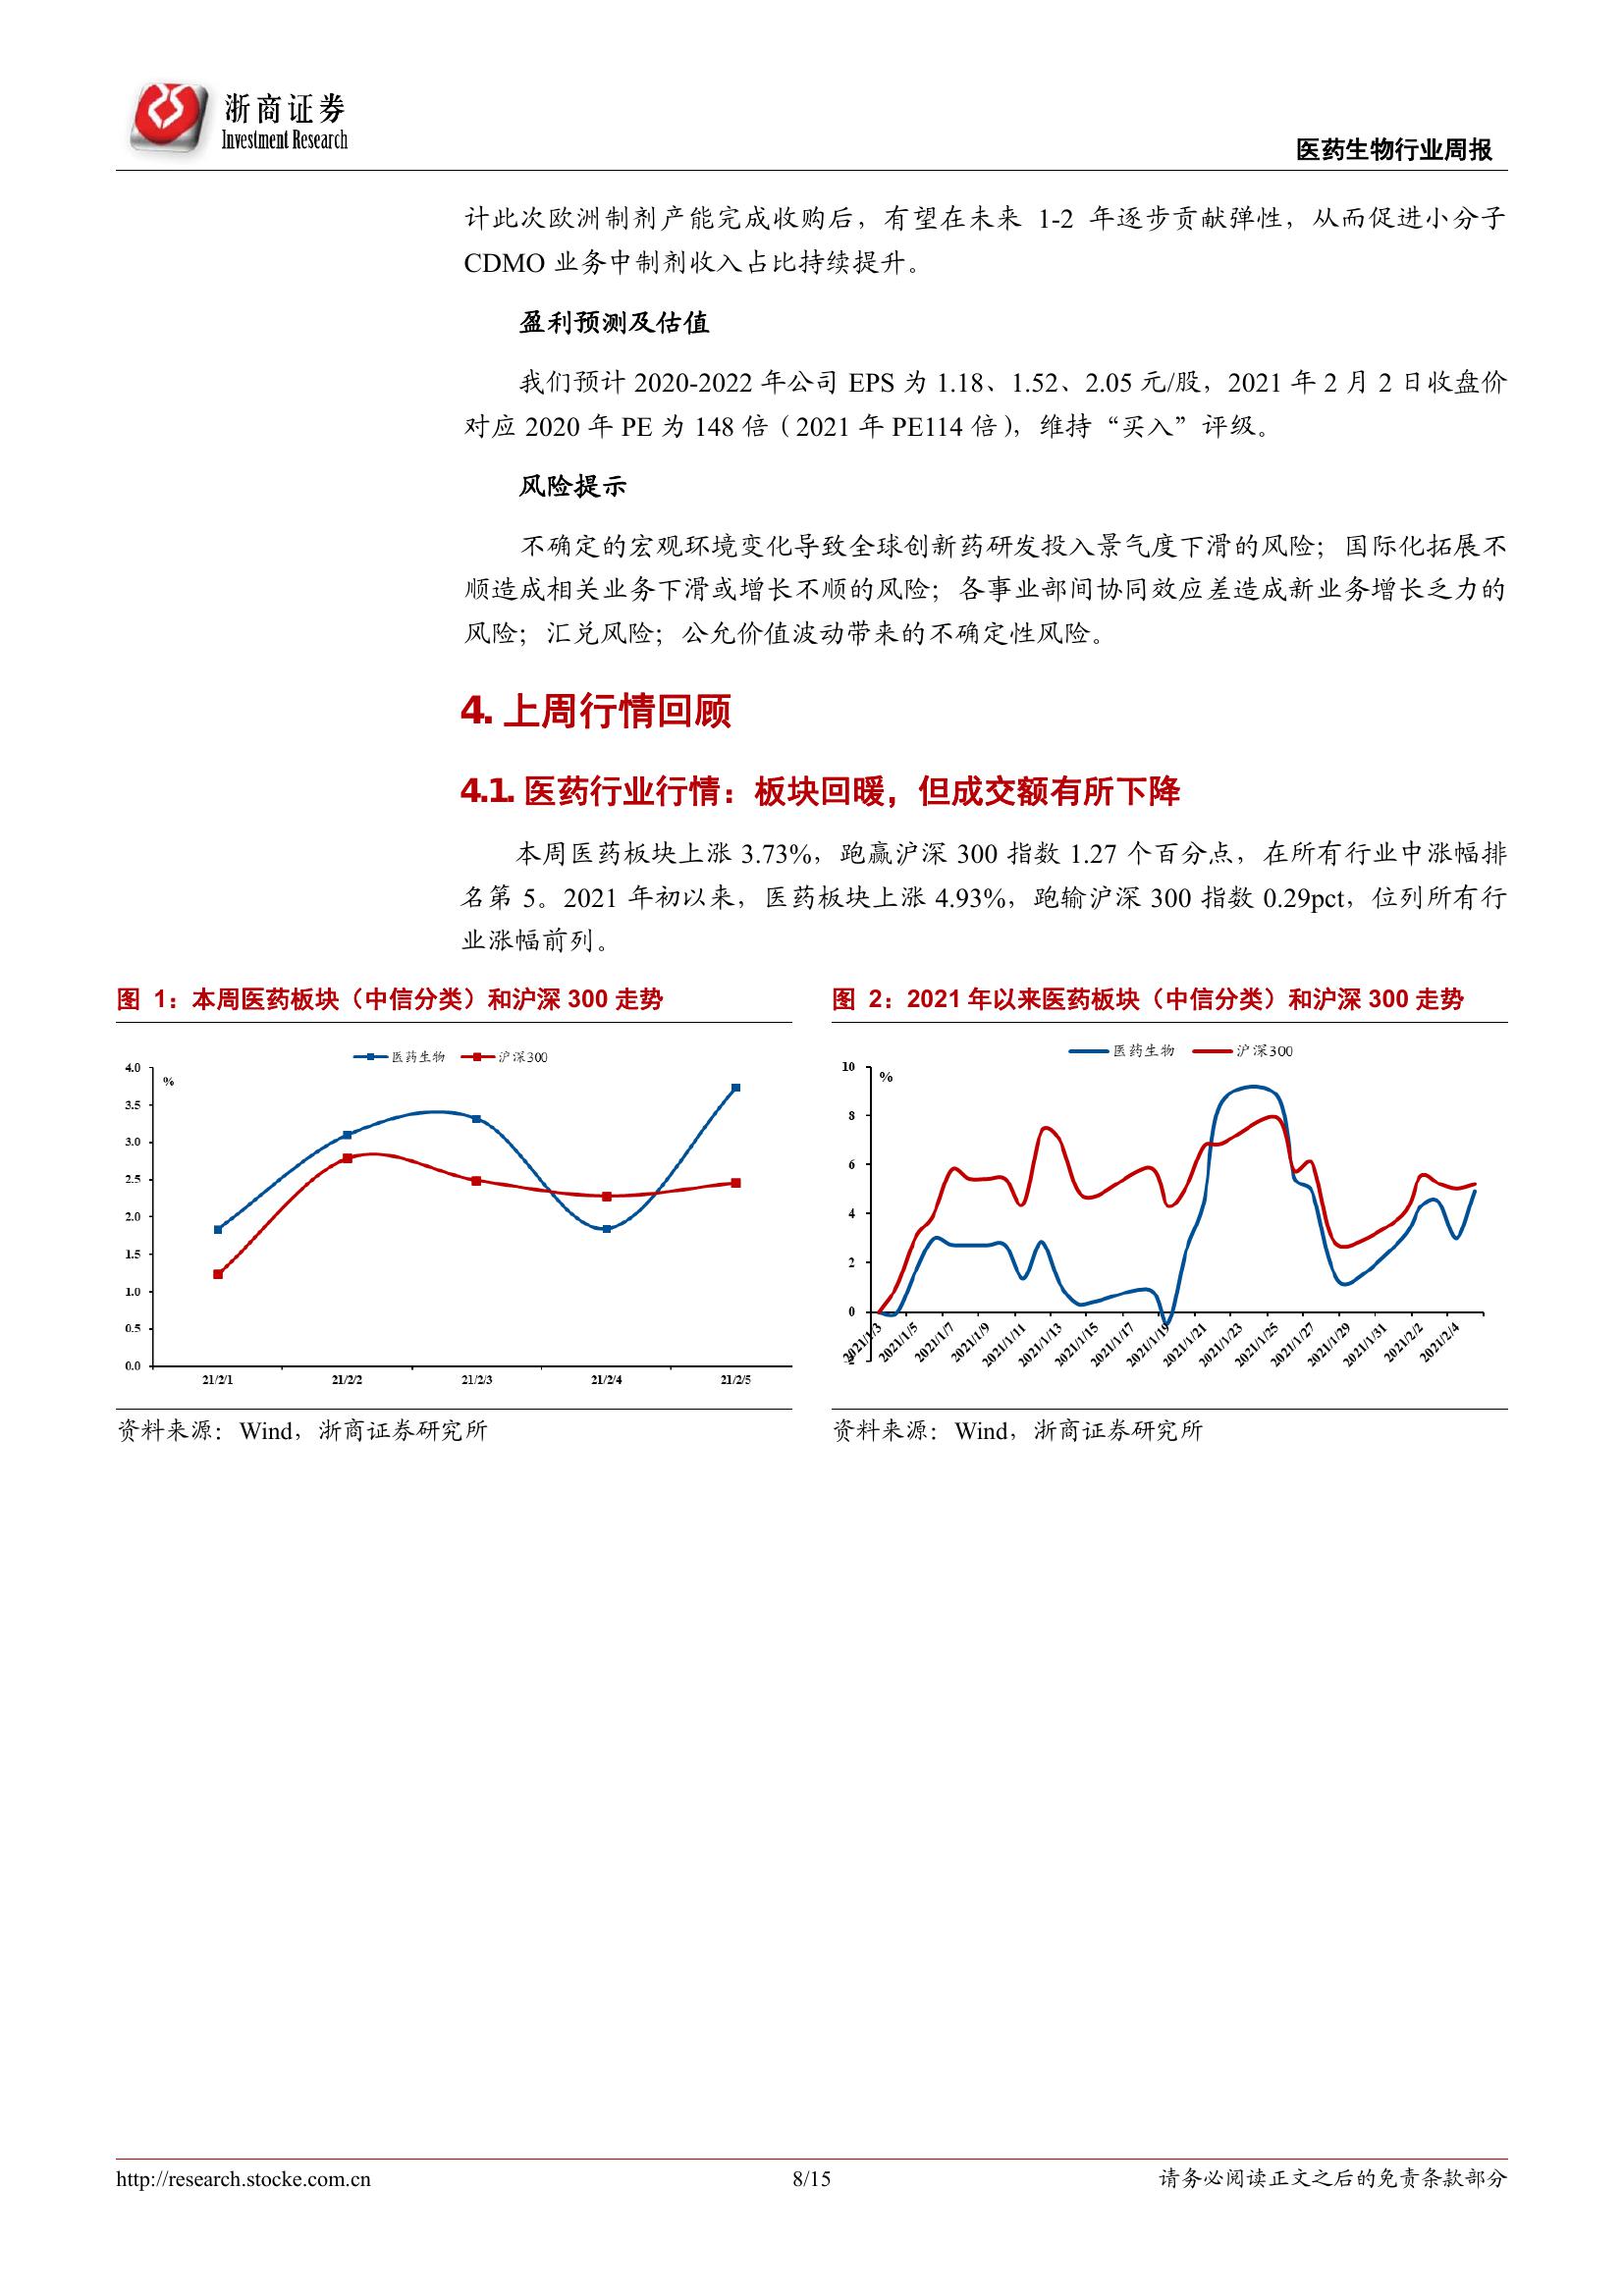 浙商证券
Investment Research
医药生物行业周报
计此次欧洲制剂产能完成收购后，有望在未来 1-2 年逐步贡献弹性，从而促进小分子
CDMO 业务中制剂收入占比持续提升。
盈利预测及估值
我们预计 2020-2022 年公司 EPS 为 1.18、1.52、2.05 元/股，2021 年 2 月 2 日收盘价
对应 2020 年 PE 为 148 倍（2021 年 PE114 倍），维持“买入”评级。
风险提示
不确定的宏观环境变化导致全球创新药研发投入景气度下滑的风险；国际化拓展不
顺造成相关业务下滑或增长不顺的风险；各事业部间协同效应差造成新业务增长乏力的
风险；汇兑风险；公允价值波动带来的不确定性风险。
4. 上周行情回顾
4.1. 医药行业行情：板块回暖，但成交额有所下降
本周医药板块上涨 3.73%，跑赢沪深 300 指数 1.27 个百分点，在所有行业中涨幅排
名第 5。2021 年初以来，医药板块上涨 4.93%，跑输沪深 300 指数 0.29pct，位列所有行
业涨幅前列。
图 1：本周医药板块（中信分类）和沪深 300 走势
医药生物 沪深300
%
4.0
3.5
3.0
2.5
2.0
1.5
1.0
0.5
0.0
21/2/1 21/2/2 21/2/3 21/2/4 21/2/5
资料来源：Wind，浙商证券研究所
图 2：2021 年以来医药板块（中信分类）和沪深 300 走势
医药生物 沪深300
%
10
8
6
4
2
0
-2
2021/1/3 2021/1/5 2021/1/7 2021/1/9 2021/1/11 2021/1/13 2021/1/15 2021/1/17 2021/1/19 2021/1/21 2021/1/23 2021/1/25 2021/1/27 2021/1/29 2021/1/31 2021/2/2 2021/2/4
资料来源：Wind，浙商证券研究所
http://research.stocke.com.cn
8/15
请务必阅读正文之后的免责条款部分